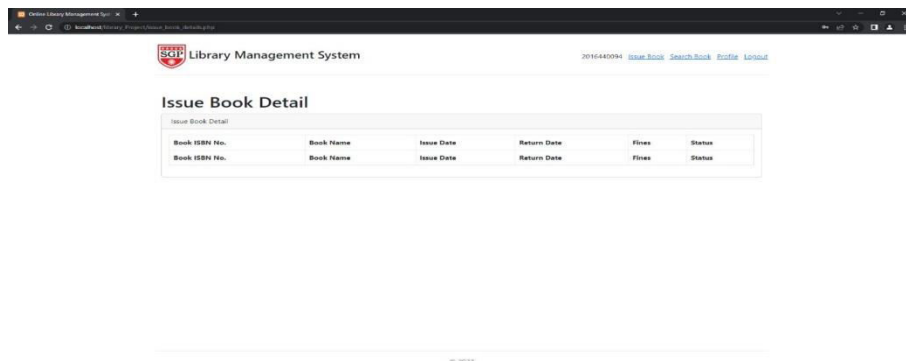 Online Library Management Syst
localhost/library_Project/issue_book_details.php
SGP Library Management System
2016440094 Issue Book Search Book Profile Logout
Issue Book Detail
Issue Book Detail
Book ISBN No. Book Name Issue Date Return Date Fines Status
Book ISBN No. Book Name Issue Date Return Date Fines Status